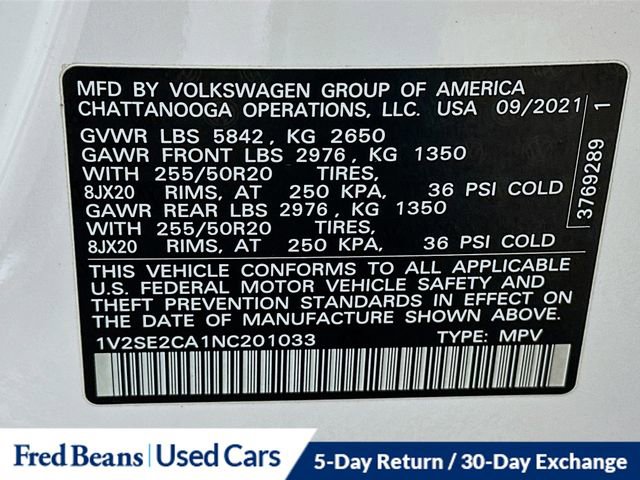 MFD BY VOLKSWAGEN GROUP OF AMERICA
CHATTANOOGA OPERATIONS, LLC. USA 09/2021
GVWR LBS 5842, KG 2650
GAWR FRONT LBS 2976, KG 1350
WITH 255/50R20 TIRES,
8JX20 RIMS, AT 250 KPA, 36 PSI COLD
GAWR REAR LBS 2976, KG 1350
WITH 255/50R20 TIRES,
8JX20 RIMS, AT 250 KPA, 36 PSI COLD
THIS VEHICLE CONFORMS TO ALL APPLICABLE
U.S. FEDERAL MOTOR VEHICLE SAFETY AND
THEFT PREVENTION STANDARDS IN EFFECT ON
THE DATE OF MANUFACTURE SHOWN ABOVE.
1V2SE2CA1NC201033 TYPE: MPV
3769289 1
Fred Beans | Used Cars 5-Day Return / 30-Day Exchange